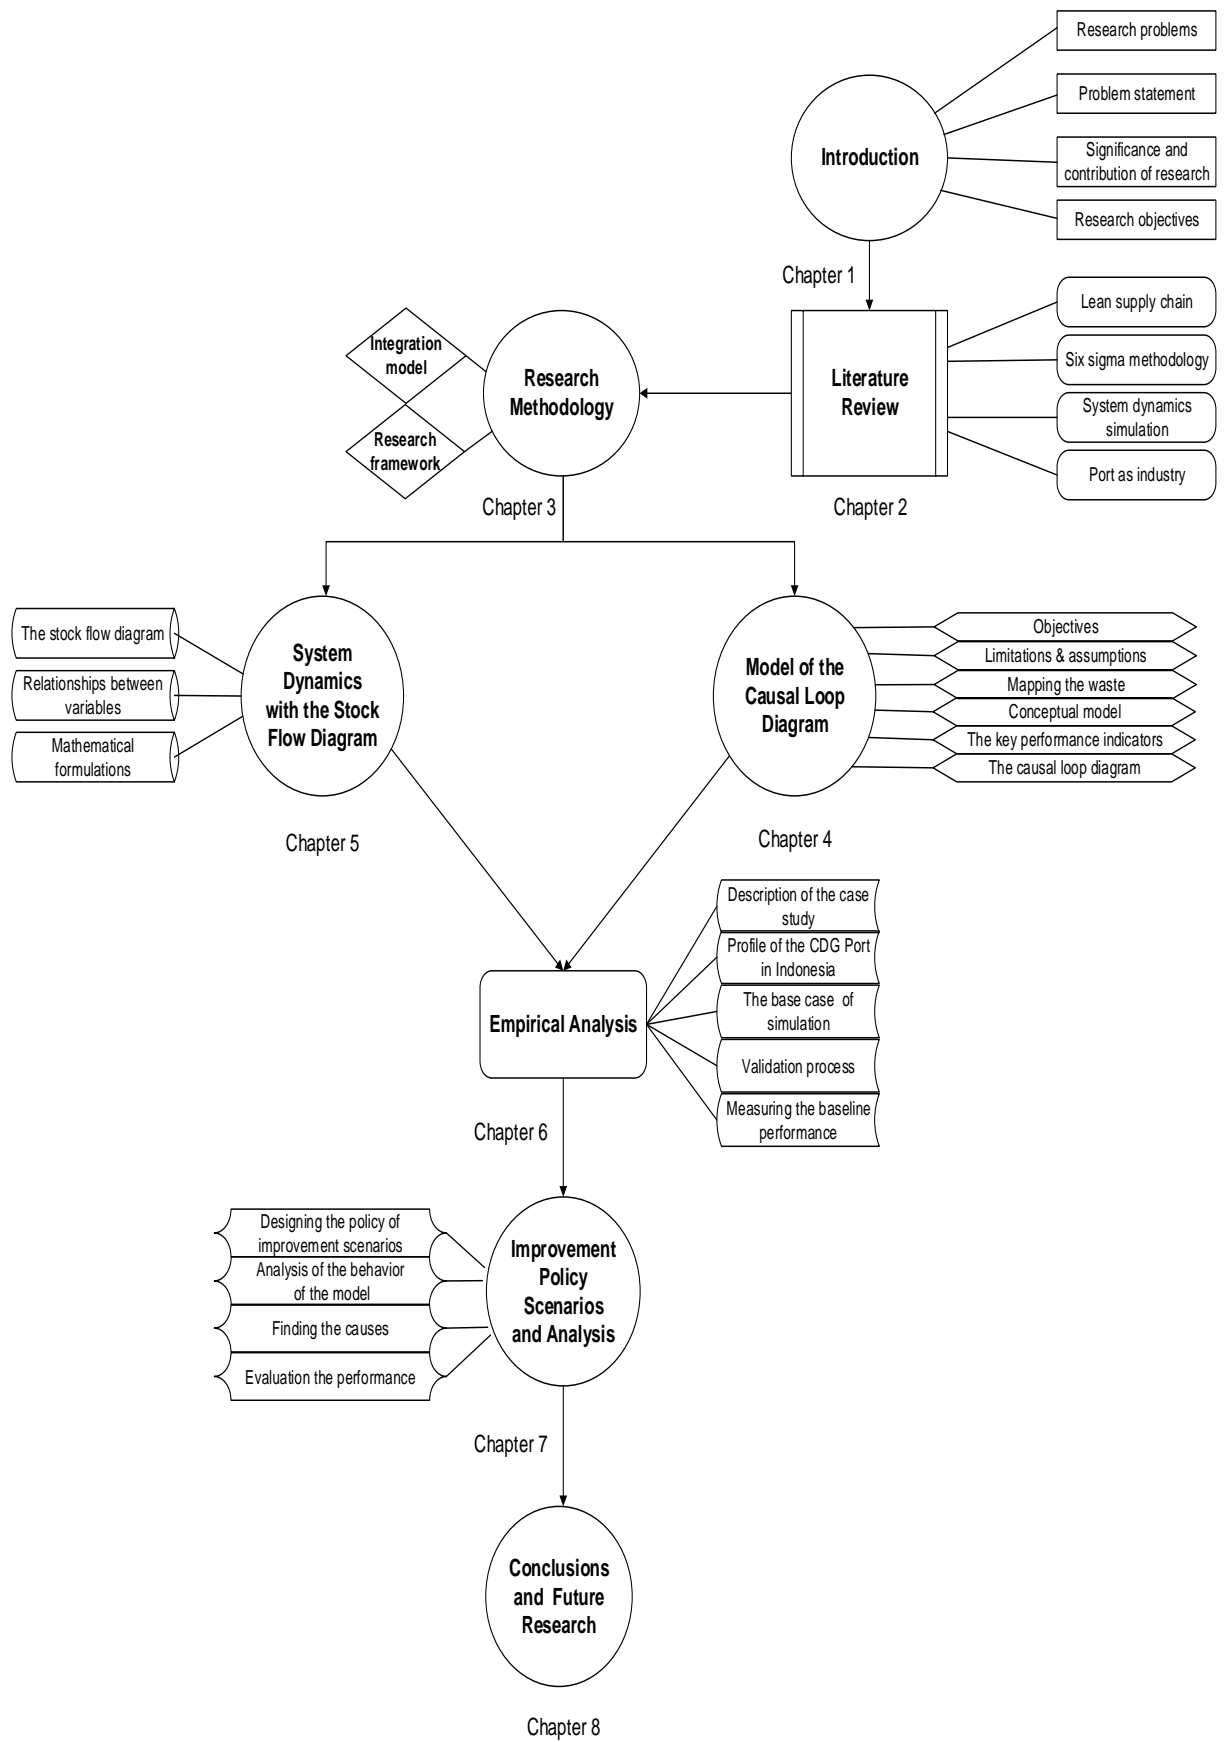 Research problems
Problem statement
Introduction
Significance and
contribution of research
Research objectives
Chapter 1
Lean supply chain
Six sigma methodology
System dynamics
simulation
Port as industry
Literature
Review
Chapter 2
Integration
model
Research
framework
Research
Methodology
Chapter 3
The stock flow diagram
Relationships between
variables
Mathematical
formulations
System
Dynamics
with the Stock
Flow Diagram
Chapter 5
Model of the
Causal Loop
Diagram
Objectives
Limitations & assumptions
Mapping the waste
Conceptual model
The key performance indicators
The causal loop diagram
Chapter 4
Description of the case
study
Profile of the CDG Port
in Indonesia
The base case of
simulation
Validation process
Measuring the baseline
performance
Empirical Analysis
Chapter 6
Designing the policy of
improvement scenarios
Analysis of the behavior
of the model
Finding the causes
Evaluation the performance
Improvement
Policy
Scenarios
and Analysis
Chapter 7
Conclusions
and Future
Research
Chapter 8